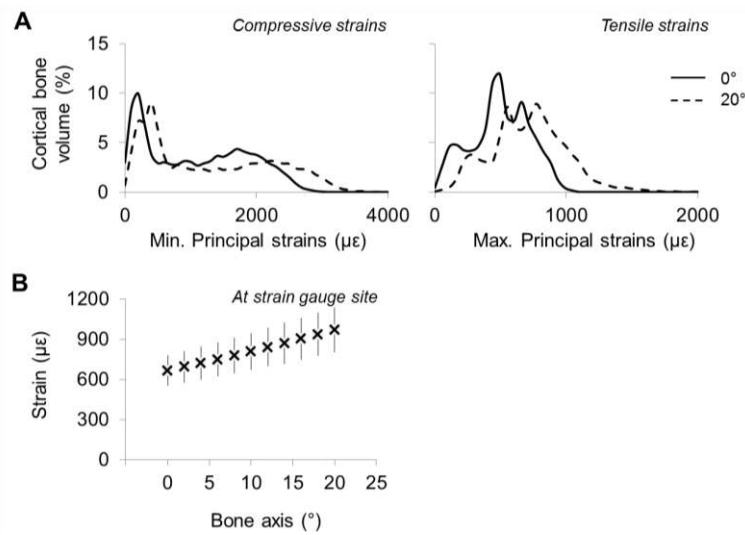 A
Compressive strains
Tensile strains
15
10
5
0
Cortical bone
volume (%)
0°
20°
0
2000
4000
0
1000
2000
Min. Principal strains (µε)
Max. Principal strains (µε)
B
At strain gauge site
1200
900
600
300
0
Strain (µε)
0
5
10
15
20
25
Bone axis (°)